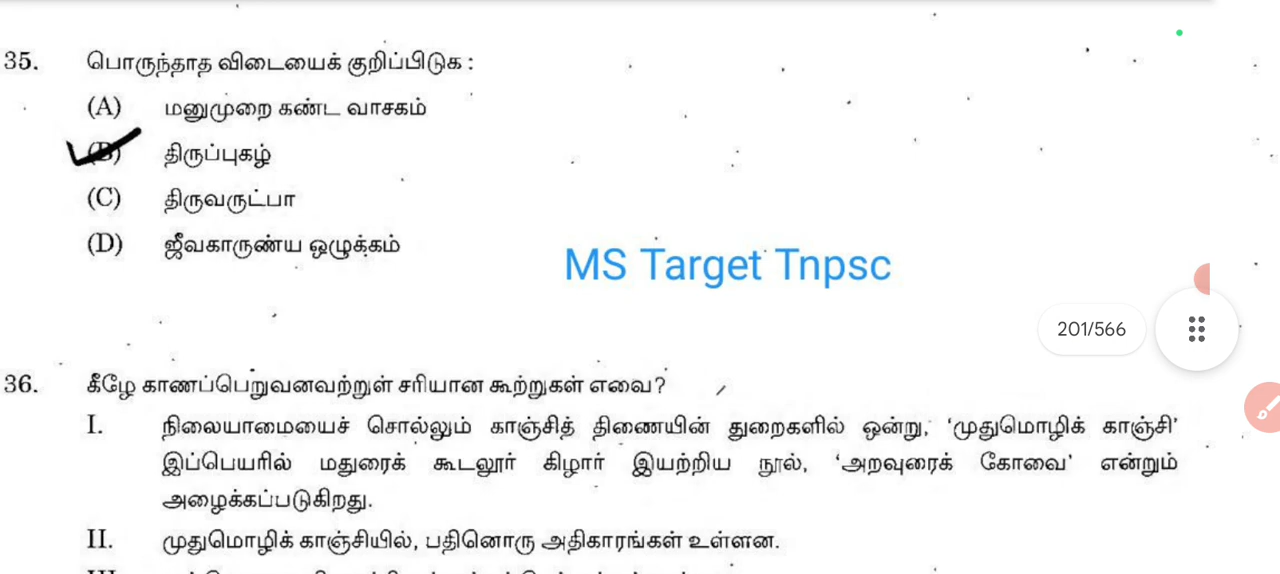 35. பொருந்தாத விடையைக் குறிப்பிடுக :
(A) மனுமுறை கண்ட வாசகம்
(B) திருப்புகழ்
(C) திருவருட்பா
(D) ஜீவகாருண்ய ஒழுக்கம்
MS Target Tnpsc
201/566
36. கீழே காணப்பெறுவனவற்றுள் சரியான கூற்றுகள் எவை?
I. நிலையாமையைச் சொல்லும் காஞ்சித் திணையின் துறைகளில் ஒன்று, ‘முதுமொழிக் காஞ்சி’
இப்பெயரில் மதுரைக் கூடலூர் கிழார் இயற்றிய நூல், ‘அறவுரைக் கோவை’ என்றும்
அழைக்கப்படுகிறது.
II. முதுமொழிக் காஞ்சியில், பதினொரு அதிகாரங்கள் உள்ளன.